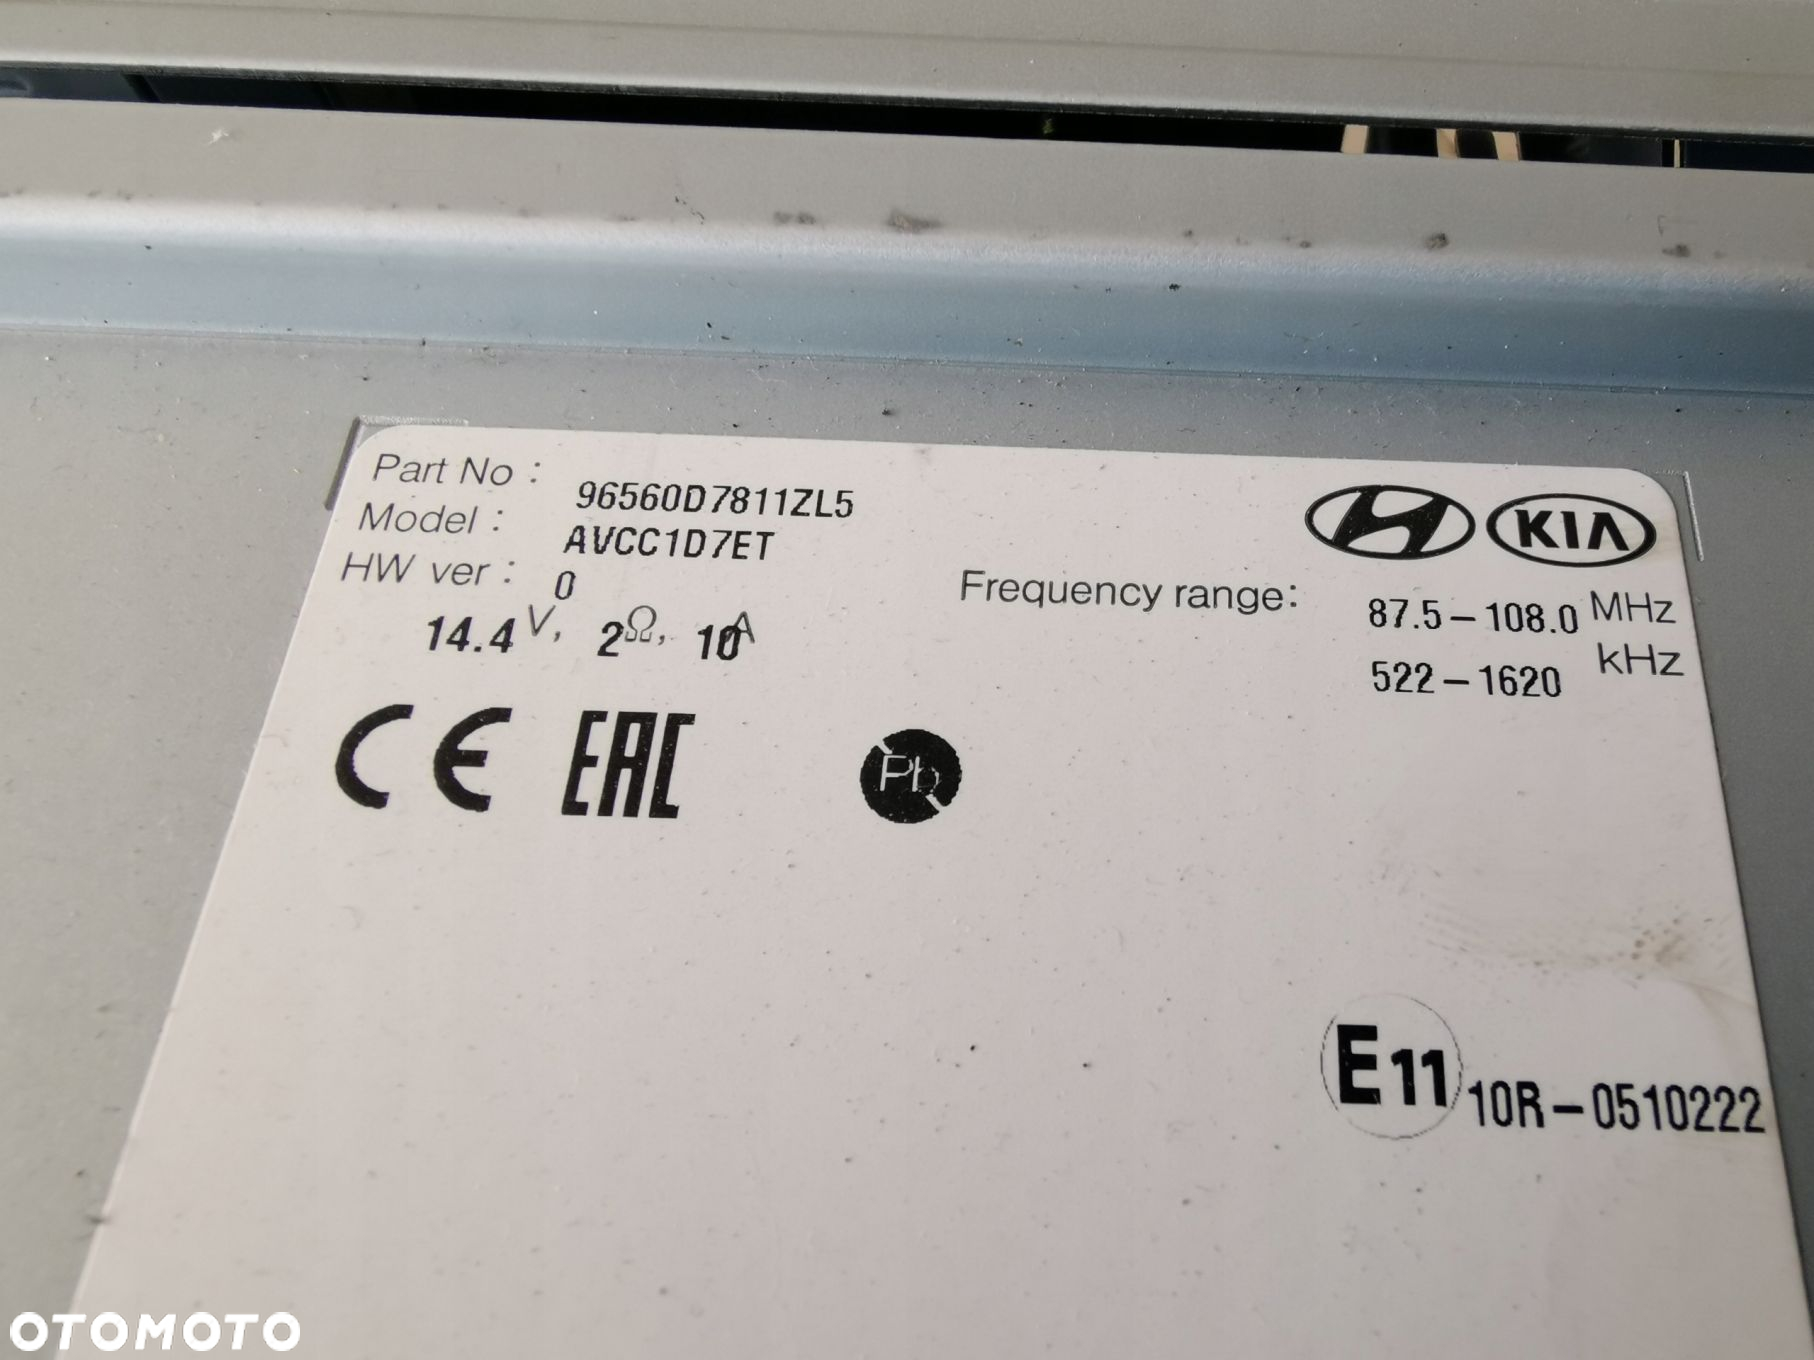 Part No : 96560D7811ZL5
Model : AVCC1D7ET
HW ver : 0
14.4 V, 2Ω, 10A
KIA
Frequency range: 87.5-108.0 MHz
522-1620 kHz
CE EAC Pb
E11 10R-0510222
OTOMOTO